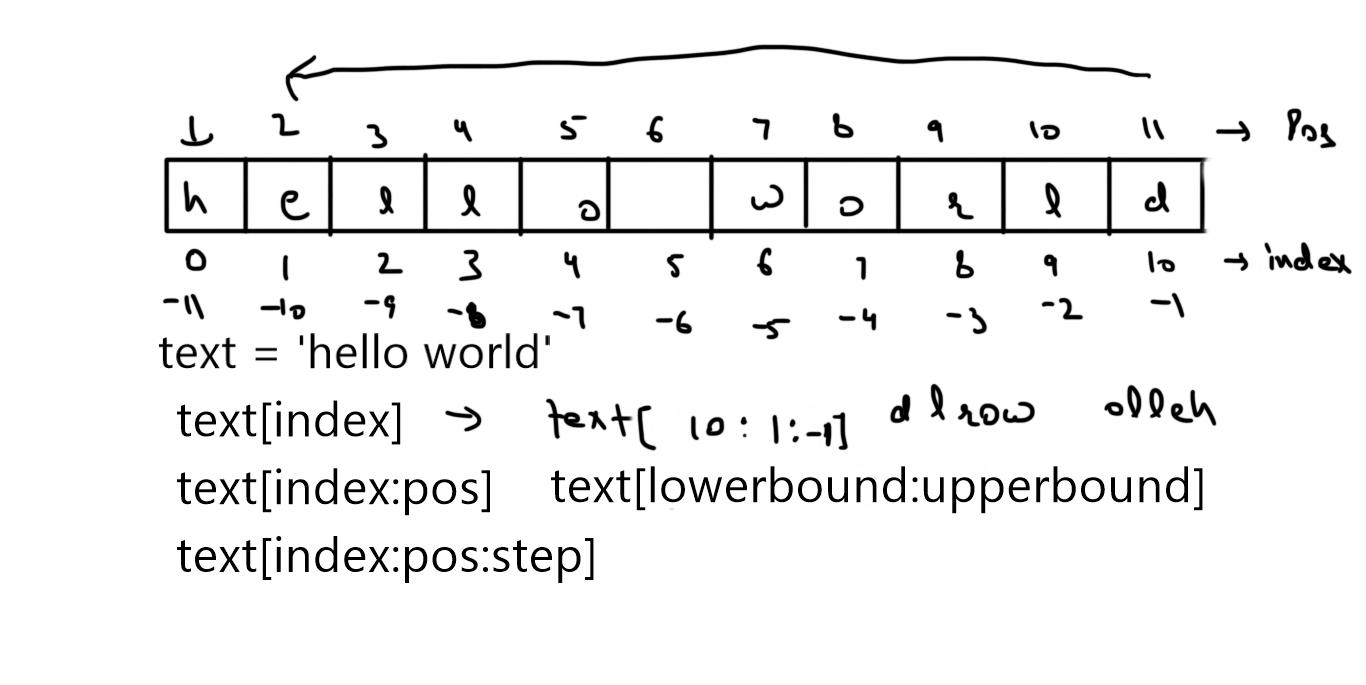 1 2 3 4 5 6 7 8 9 10 11 → Pos
h e l l o w o r l d
0 1 2 3 4 5 6 7 8 9 10 → index
-11 -10 -9 -8 -7 -6 -5 -4 -3 -2 -1
text = 'hello world'
text[index] → text[ 10 : 1 : -1] d l row olleh
text[index:pos] text[lowerbound:upperbound]
text[index:pos:step]